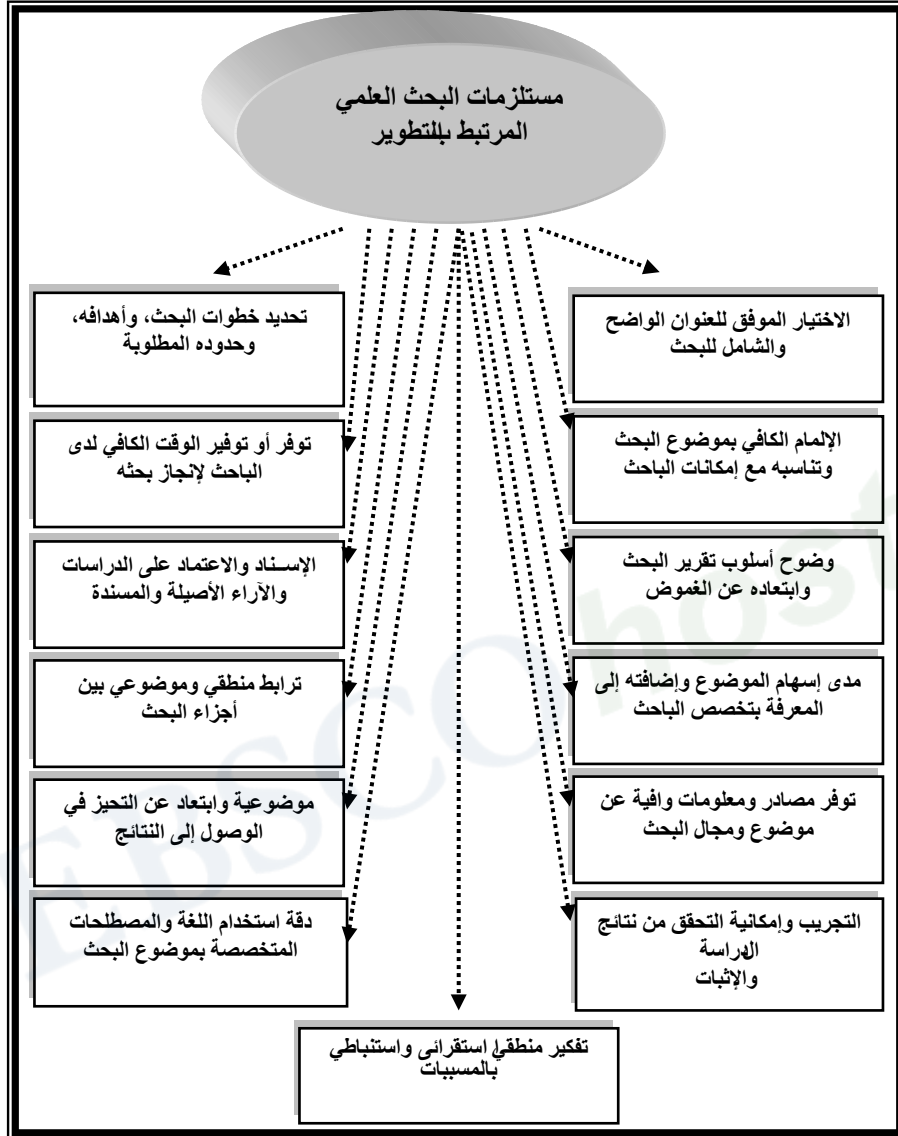 مستلزمات البحث العلمي
المرتبط بالتطوير
الاختيار الموفق للعنوان الواضح
والشامل للبحث
تحديد خطوات البحث، وأهدافه،
وحدوده المطلوبة
الإلمام الكافي بموضوع البحث
وتناسبه مع إمكانات الباحث
توفر أو توفير الوقت الكافي لدى
الباحث لإنجاز بحثه
وضوح أسلوب تقرير البحث
وابتعاده عن الغموض
الإسناد والاعتماد على الدراسات
والآراء الأصيلة والمسندة
مدى إسهام الموضوع وإضافته إلى
المعرفة بتخصص الباحث
ترابط منطقي وموضوعي بين
أجزاء البحث
توفر مصادر ومعلومات وافية عن
موضوع ومجال البحث
موضوعية وابتعاد عن التحيز في
الوصول إلى النتائج
التجريب وإمكانية التحقق من نتائج
الدراسة
والإثبات
دقة استخدام اللغة والمصطلحات
المتخصصة بموضوع البحث
تفكير منطقي استقرائى واستنباطي
بالمسببات
EBSCOhost